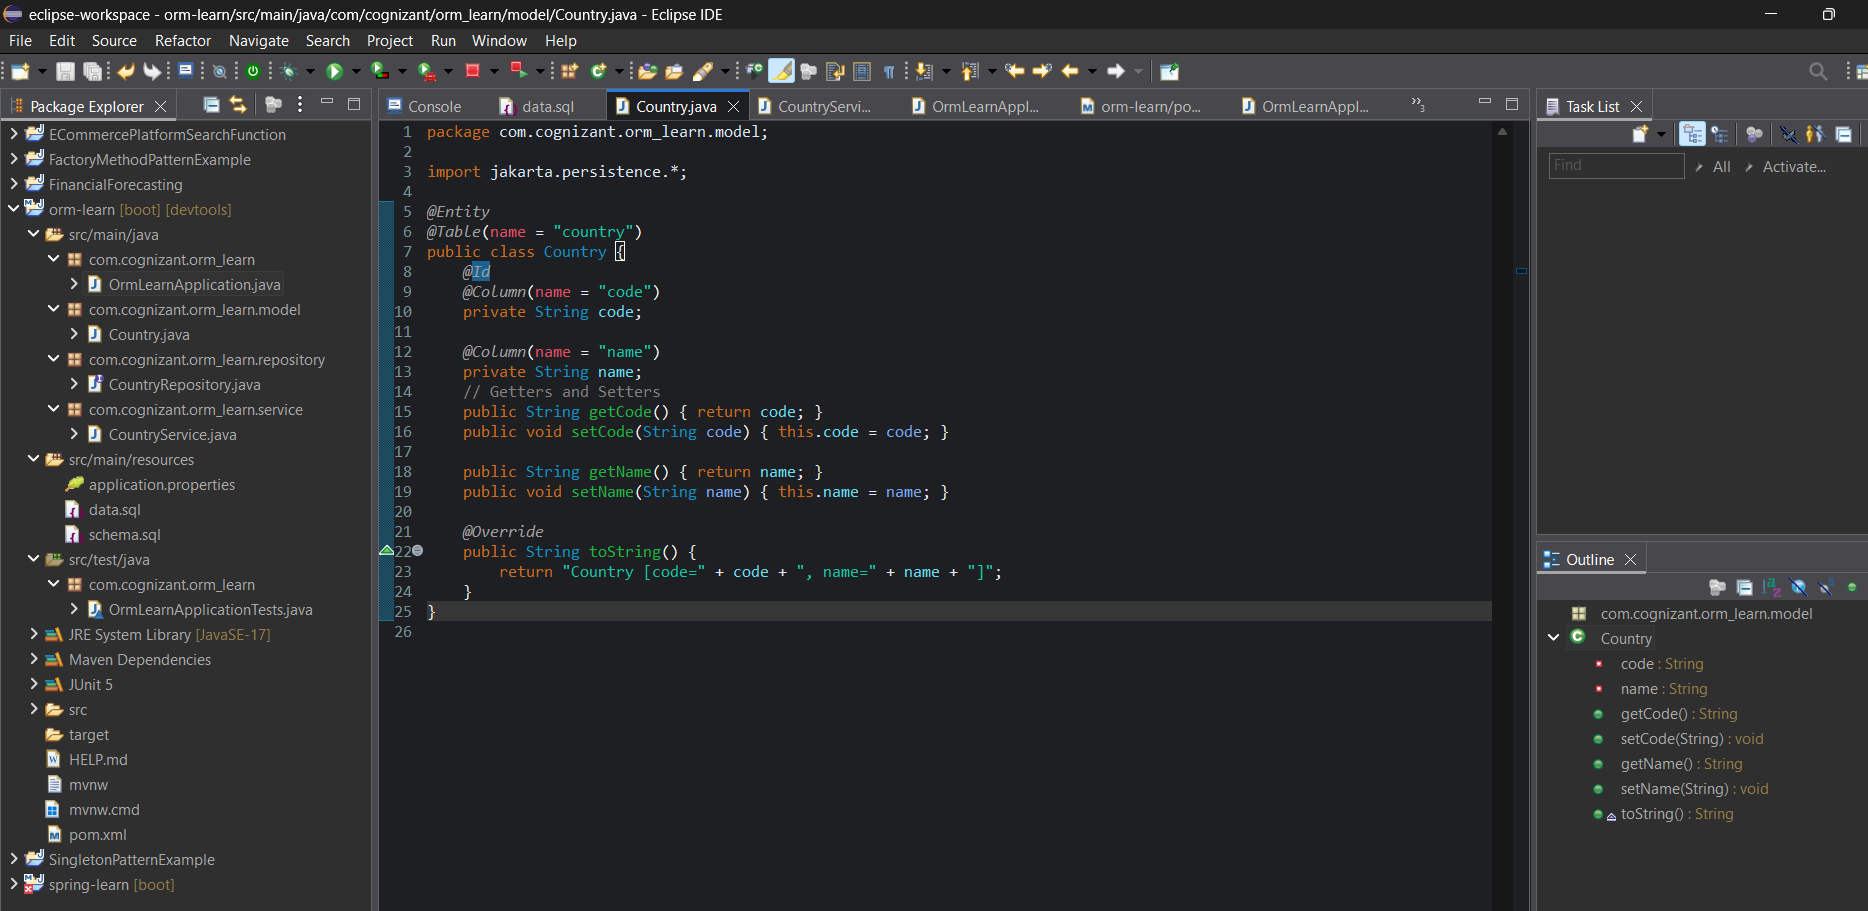 eclipse-workspace - orm-learn/src/main/java/com/cognizant/orm_learn/model/Country.java - Eclipse IDE
File Edit Source Refactor Navigate Search Project Run Window Help
Package Explorer
ECommercePlatformSearchFunction
FactoryMethodPatternExample
FinancialForecasting
orm-learn [boot] [devtools]
src/main/java
com.cognizant.orm_learn
OrmLearnApplication.java
com.cognizant.orm_learn.model
Country.java
com.cognizant.orm_learn.repository
CountryRepository.java
com.cognizant.orm_learn.service
CountryService.java
src/main/resources
application.properties
data.sql
schema.sql
src/test/java
com.cognizant.orm_learn
OrmLearnApplicationTests.java
JRE System Library [JavaSE-17]
Maven Dependencies
JUnit 5
src
target
HELP.md
mvnw
mvnw.cmd
pom.xml
SingletonPatternExample
spring-learn [boot]
Console data.sql Country.java CountryServi... OrmLearnAppl... orm-learn/po... OrmLearnAppl... »3
1 package com.cognizant.orm_learn.model;
2
3 import jakarta.persistence.*;
4
5 @Entity
6 @Table(name = "country")
7 public class Country {
8 @Id
9 @Column(name = "code")
10 private String code;
11
12 @Column(name = "name")
13 private String name;
14 // Getters and Setters
15 public String getCode() { return code; }
16 public void setCode(String code) { this.code = code; }
17
18 public String getName() { return name; }
19 public void setName(String name) { this.name = name; }
20
21 @Override
22 public String toString() {
23 return "Country [code=" + code + ", name=" + name + "]";
24 }
25 }
26
Task List
Find All Activate...
Outline
com.cognizant.orm_learn.model
Country
code : String
name : String
getCode() : String
setCode(String) : void
getName() : String
setName(String) : void
toString() : String